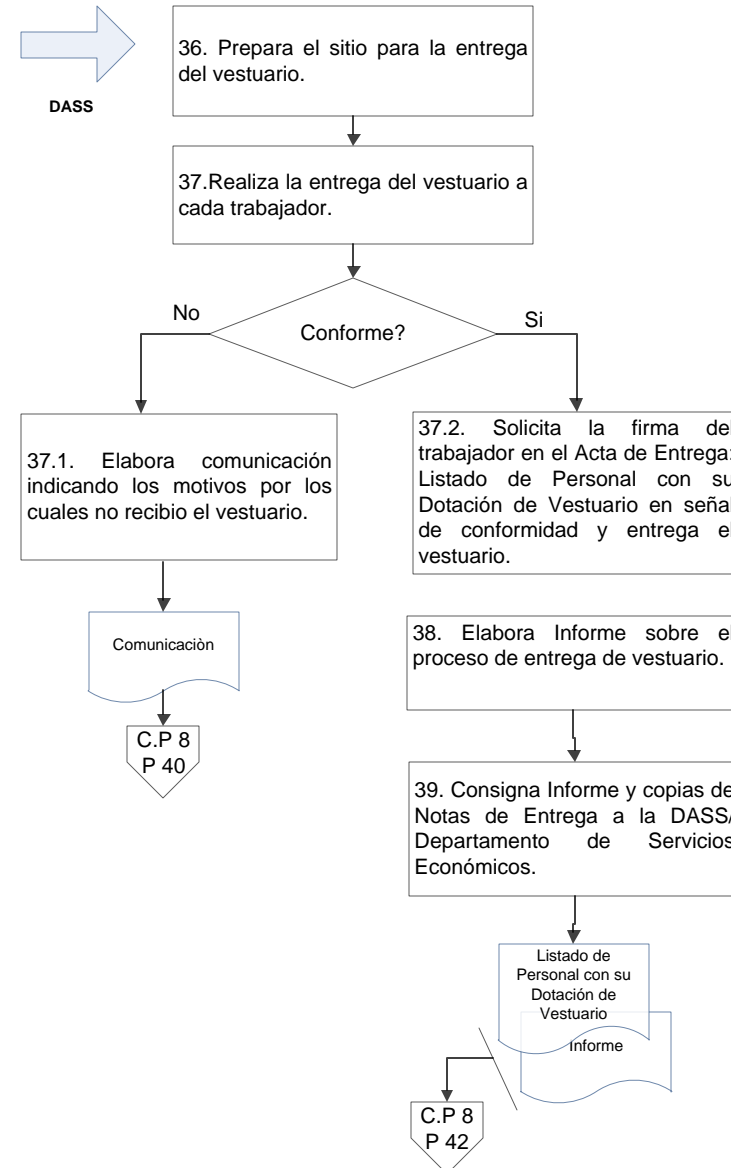 36. Prepara el sitio para la entrega
del vestuario.
DASS
37.Realiza la entrega del vestuario a
cada trabajador.
Conforme?
No
Si
37.1. Elabora comunicación
indicando los motivos por los
cuales no recibio el vestuario.
Comunicaciòn
C.P 8
P 40
37.2. Solicita la firma del
trabajador en el Acta de Entrega:
Listado de Personal con su
Dotación de Vestuario en señal
de conformidad y entrega el
vestuario.
38. Elabora Informe sobre el
proceso de entrega de vestuario.
39. Consigna Informe y copias de
Notas de Entrega a la DASS/
Departamento de Servicios
Económicos.
Listado de
Personal con su
Dotación de
Vestuario
Informe
C.P 8
P 42